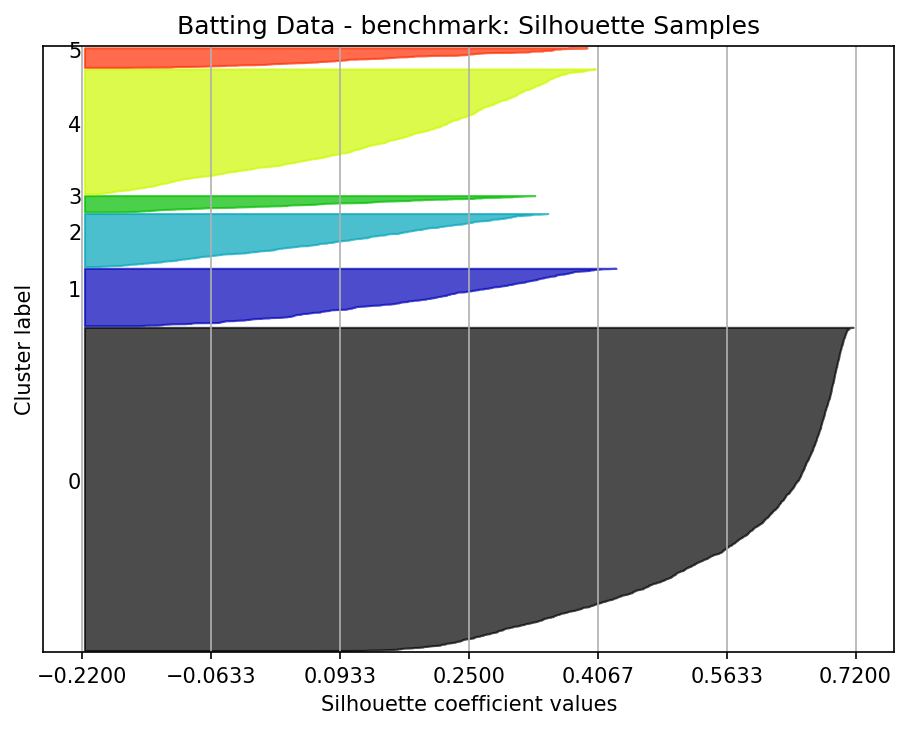 Batting Data - benchmark: Silhouette Samples
5
4
3
2
1
0
Cluster label
−0.2200 −0.0633 0.0933 0.2500 0.4067 0.5633 0.7200
Silhouette coefficient values